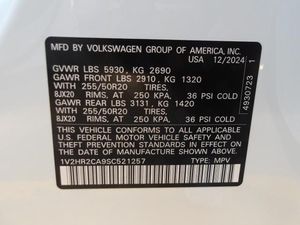 MFD. BY VOLKSWAGEN GROUP OF AMERICA, INC.
USA 12/2024
GVWR LBS 5930, KG 2690
GAWR FRONT LBS 2910, KG 1320
WITH 255/50R20 TIRES,
8JX20 RIMS, AT 250 KPA, 36 PSI COLD
GAWR REAR LBS 3131, KG 1420
WITH 255/50R20 TIRES,
8JX20 RIMS, AT 250 KPA, 36 PSI COLD
THIS VEHICLE CONFORMS TO ALL APPLICABLE
U.S. FEDERAL MOTOR VEHICLE SAFETY
AND THEFT PREVENTION STANDARDS IN EFFECT
ON THE DATE OF MANUFACTURE SHOWN ABOVE.
1V2HR2CA9SC521257 TYPE: MPV
4930723 1